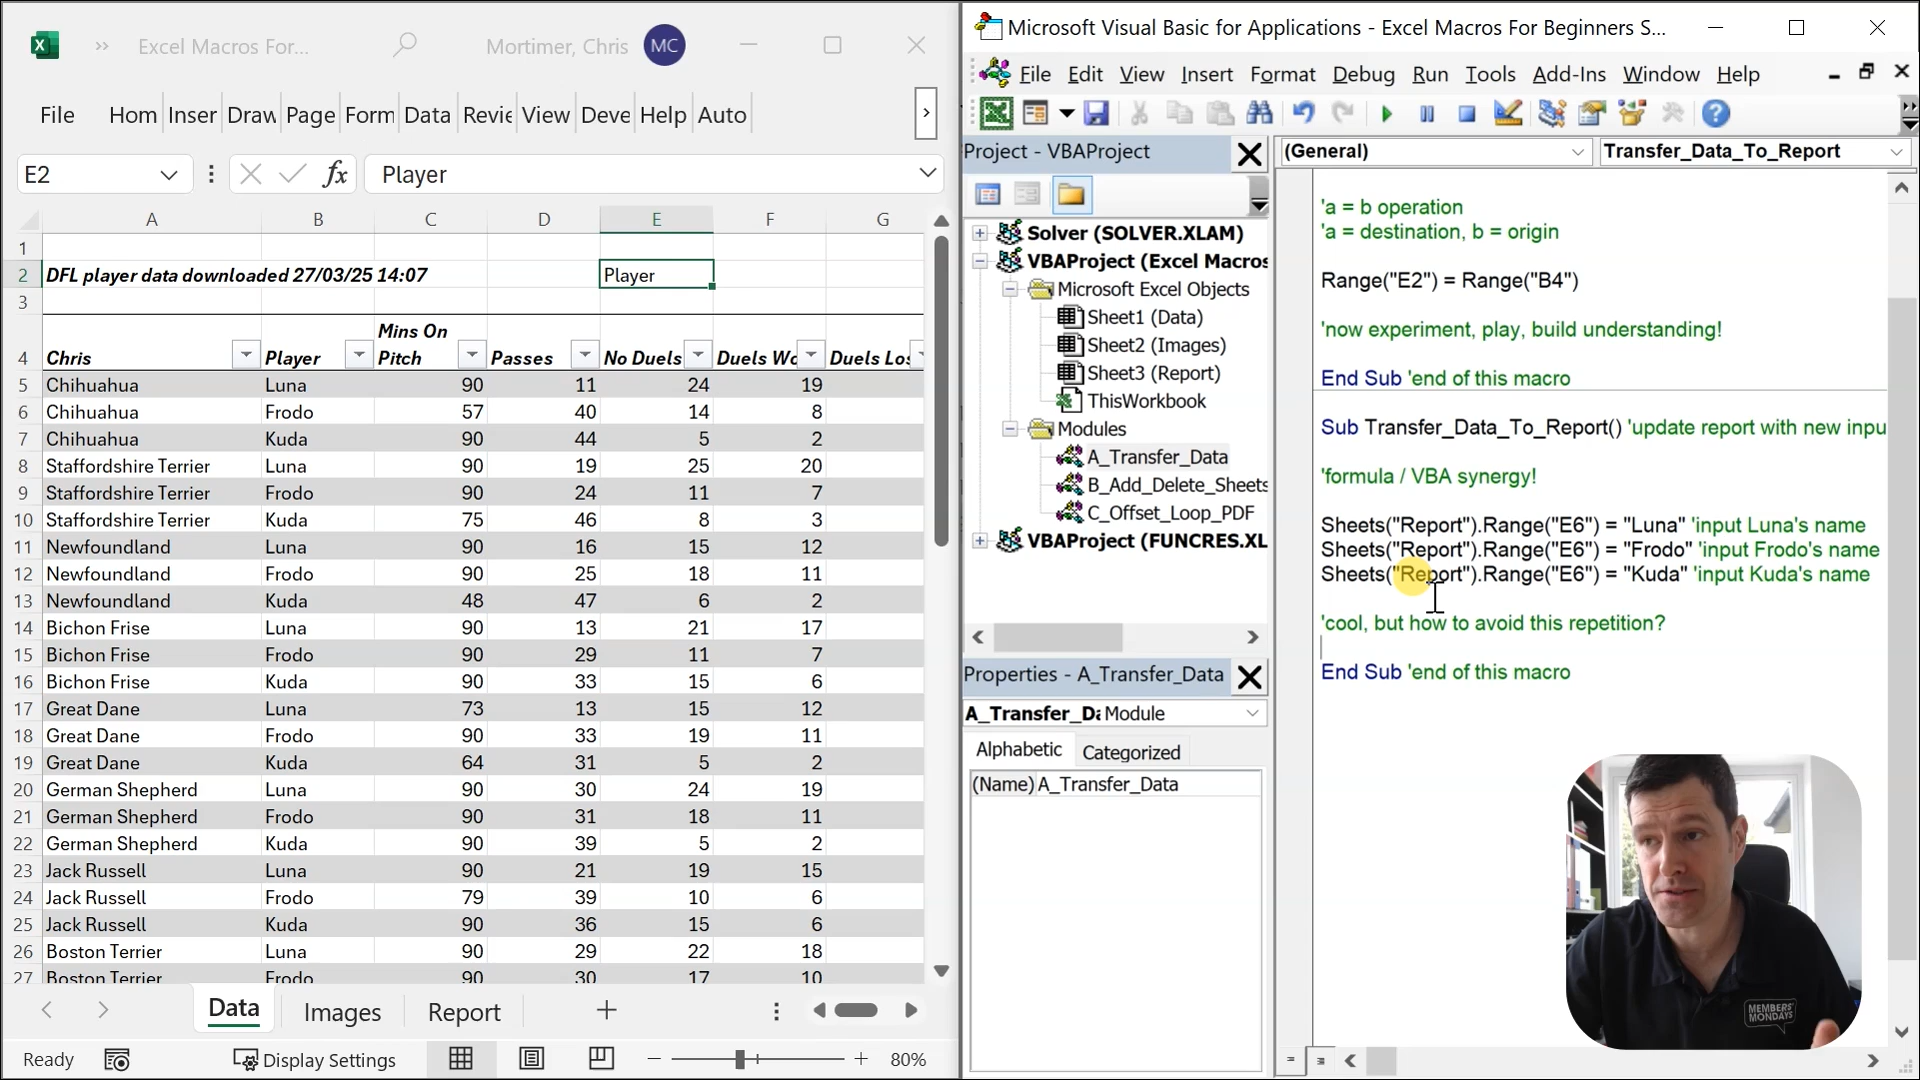 Excel Macros For...
Mortimer, Chris
MC
File Hom Inser Draw Page Form Data Revie View Deve Help Auto
E2
fx
Player
A B C D E F G
1
2 DFL player data downloaded 27/03/25 14:07 Player
3
4 Chris Player Mins On Pitch Passes No Duels Duels Wo Duels Los
5 Chihuahua Luna 90 11 24 19
6 Chihuahua Frodo 57 40 14 8
7 Chihuahua Kuda 90 44 5 2
8 Staffordshire Terrier Luna 90 19 25 20
9 Staffordshire Terrier Frodo 90 24 11 7
10 Staffordshire Terrier Kuda 75 46 8 3
11 Newfoundland Luna 90 16 15 12
12 Newfoundland Frodo 90 25 18 11
13 Newfoundland Kuda 48 47 6 2
14 Bichon Frise Luna 90 13 21 17
15 Bichon Frise Frodo 90 29 11 7
16 Bichon Frise Kuda 90 33 15 6
17 Great Dane Luna 73 13 15 12
18 Great Dane Frodo 90 33 19 11
19 Great Dane Kuda 64 31 5 2
20 German Shepherd Luna 90 30 24 19
21 German Shepherd Frodo 90 31 18 11
22 German Shepherd Kuda 90 39 5 2
23 Jack Russell Luna 90 21 19 15
24 Jack Russell Frodo 79 39 10 6
25 Jack Russell Kuda 90 36 15 6
26 Boston Terrier Luna 90 29 22 18
27 Boston Terrier Frodo 90 30 17 10
Data Images Report
Ready Display Settings 80%
Microsoft Visual Basic for Applications - Excel Macros For Beginners S...
File Edit View Insert Format Debug Run Tools Add-Ins Window Help
Project - VBAProject
Solver (SOLVER.XLAM)
VBAProject (Excel Macros
Microsoft Excel Objects
Sheet1 (Data)
Sheet2 (Images)
Sheet3 (Report)
ThisWorkbook
Modules
A_Transfer_Data
B_Add_Delete_Sheets
C_Offset_Loop_PDF
VBAProject (FUNCRES.XL
Properties - A_Transfer_Data
A_Transfer_Da Module
Alphabetic Categorized
(Name) A_Transfer_Data
(General) Transfer_Data_To_Report
'a = b operation
'a = destination, b = origin
Range("E2") = Range("B4")
'now experiment, play, build understanding!
End Sub 'end of this macro
Sub Transfer_Data_To_Report() 'update report with new inpu
'formula / VBA synergy!
Sheets("Report").Range("E6") = "Luna" 'input Luna's name
Sheets("Report").Range("E6") = "Frodo" 'input Frodo's name
Sheets("Report").Range("E6") = "Kuda" 'input Kuda's name
'cool, but how to avoid this repetition?
End Sub 'end of this macro
MEMBERS'
MONDAYS